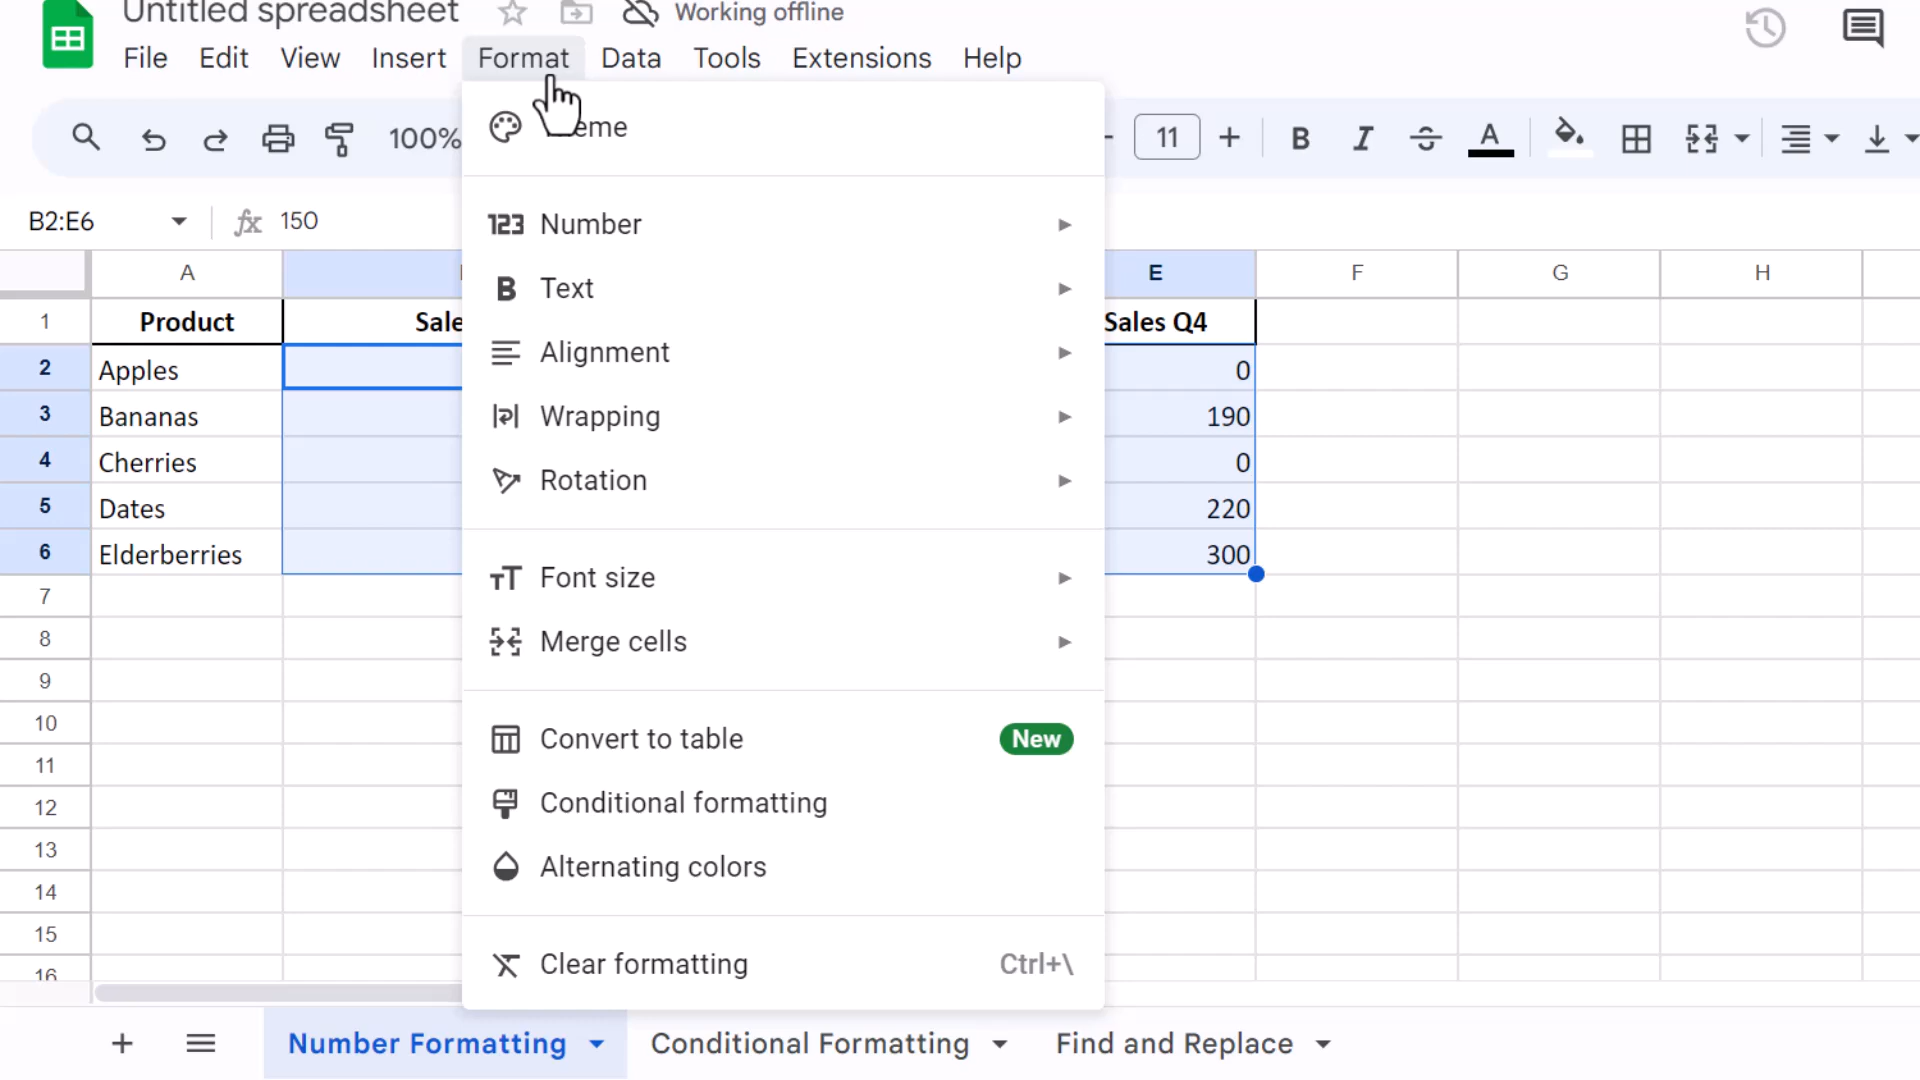 Untitled spreadsheet Working offline
File Edit View Insert Format Data Tools Extensions Help
100% 11 B I A
B2:E6 fx 150
A E F G H
1 Product Sale Sales Q4
2 Apples 0
3 Bananas 190
4 Cherries 0
5 Dates 220
6 Elderberries 300
7
8
9
10
11
12
13
14
15
16
eme
123 Number
B Text
Alignment
Wrapping
Rotation
Font size
Merge cells
Convert to table New
Conditional formatting
Alternating colors
Clear formatting Ctrl+\
+ Number Formatting Conditional Formatting Find and Replace